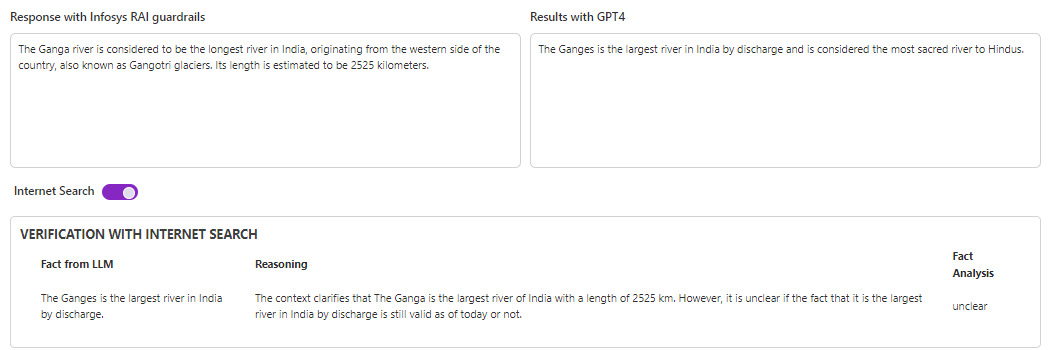 Response with Infosys RAI guardrails
Results with GPT4
The Ganga river is considered to be the longest river in India, originating from the western side of the
country, also known as Gangotri glaciers. Its length is estimated to be 2525 kilometers.
The Ganges is the largest river in India by discharge and is considered the most sacred river to Hindus.
Internet Search
VERIFICATION WITH INTERNET SEARCH
Fact from LLM
Reasoning
Fact
Analysis
The Ganges is the largest river in India
by discharge.
The context clarifies that The Ganga is the largest river of India with a length of 2525 km. However, it is unclear if the fact that it is the largest
river in India by discharge is still valid as of today or not.
unclear